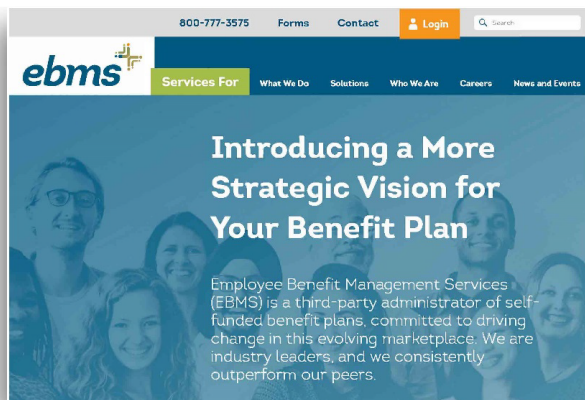 800-777-3575 Forms Contact Login Search
ebms
Services For What We Do Solutions Who We Are Careers News and Events
Introducing a More
Strategic Vision for
Your Benefit Plan
Employee Benefit Management Services
(EBMS) is a third-party administrator of self-
funded benefit plans, committed to driving
change in this evolving marketplace. We are
industry leaders, and we consistently
outperform our peers.